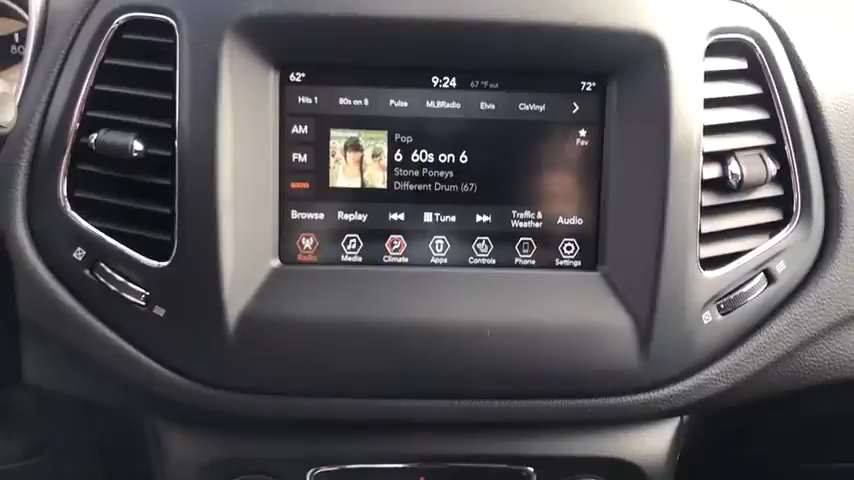 80
62° 9:24 67 °F out 72°
Hits 1 80s on 8 Pulse MLBRadio Elvis ClsVinyl
AM
FM
Pop
6 60s on 6
Stone Poneys
Different Drum (67)
Fav
Browse Replay Tune Traffic & Weather Audio
Radio Media Climate Apps Controls Phone Settings